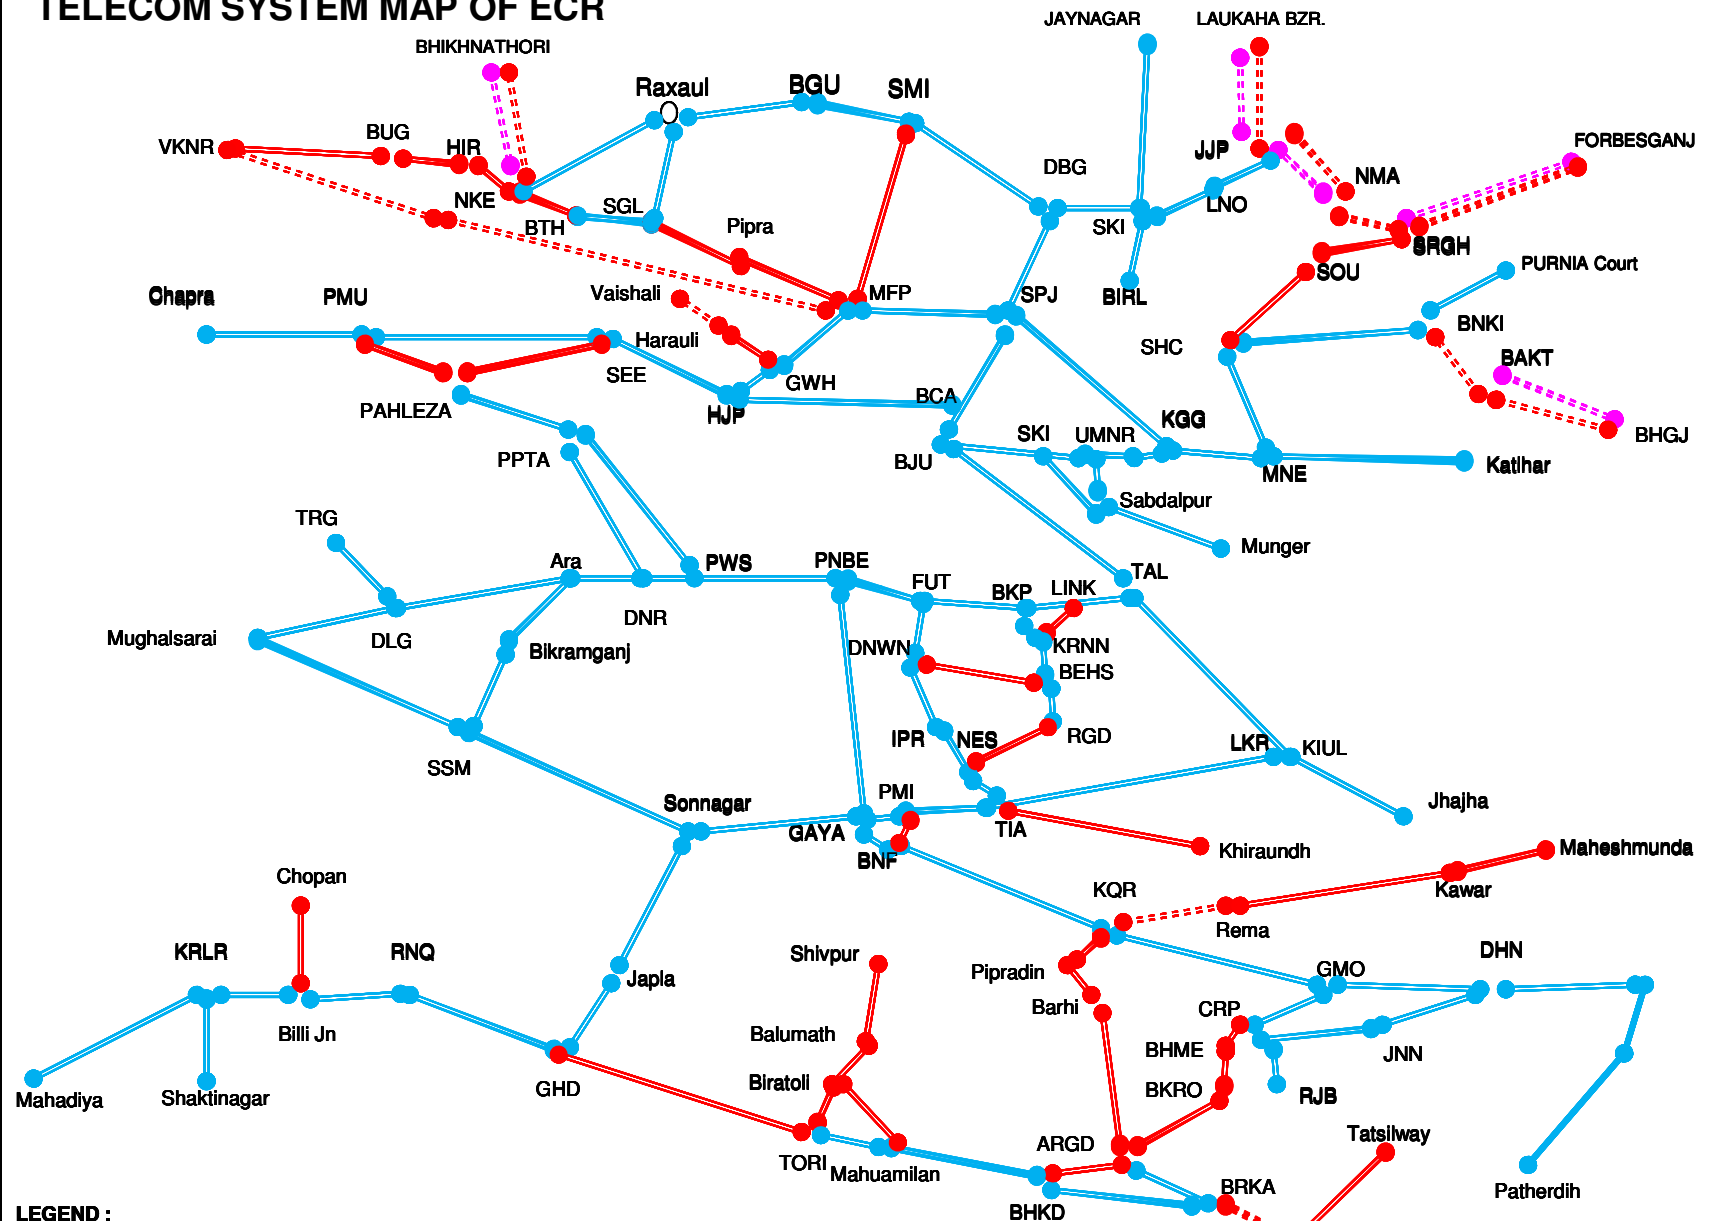 TELECOM SYSTEM MAP OF ECR
JAYNAGAR
LAUKAHA BZR.
BHIKHNATHORI
Raxaul
BGU
SMI
BUG
VKNR
HIR
JJP
FORBESGANJ
DBG
NMA
NKE
SGL
LNO
BTH
Pipra
SKI
SRGH
SOU
PURNIA Court
Vaishali
MFP
SPJ
BIRL
Chapra
PMU
BNKI
Harauli
SHC
BAKT
SEE
GWH
BCA
PAHLEZA
HJP
KGG
SKI
UMNR
BHGJ
PPTA
BJU
MNE
Katihar
Sabdalpur
TRG
Munger
Ara
PWS
PNBE
TAL
FUT
BKP
LINK
DNR
Mughalsarai
DLG
Bikramganj
DNWN
KRNN
BEHS
IPR
NES
RGD
LKR
KIUL
SSM
PMI
Sonnagar
Jhajha
GAYA
TIA
BNF
Khiraundh
Maheshmunda
Chopan
KQR
Kawar
Rema
KRLR
RNQ
Shivpur
DHN
Pipradin
GMO
Japla
Barhi
CRP
Billi Jn
Balumath
BHME
JNN
Biratoli
GHD
BKRO
RJB
Mahadiya
Shaktinagar
ARGD
Tatsilway
TORI
Mahuamilan
BRKA
Patherdih
BHKD
LEGEND :